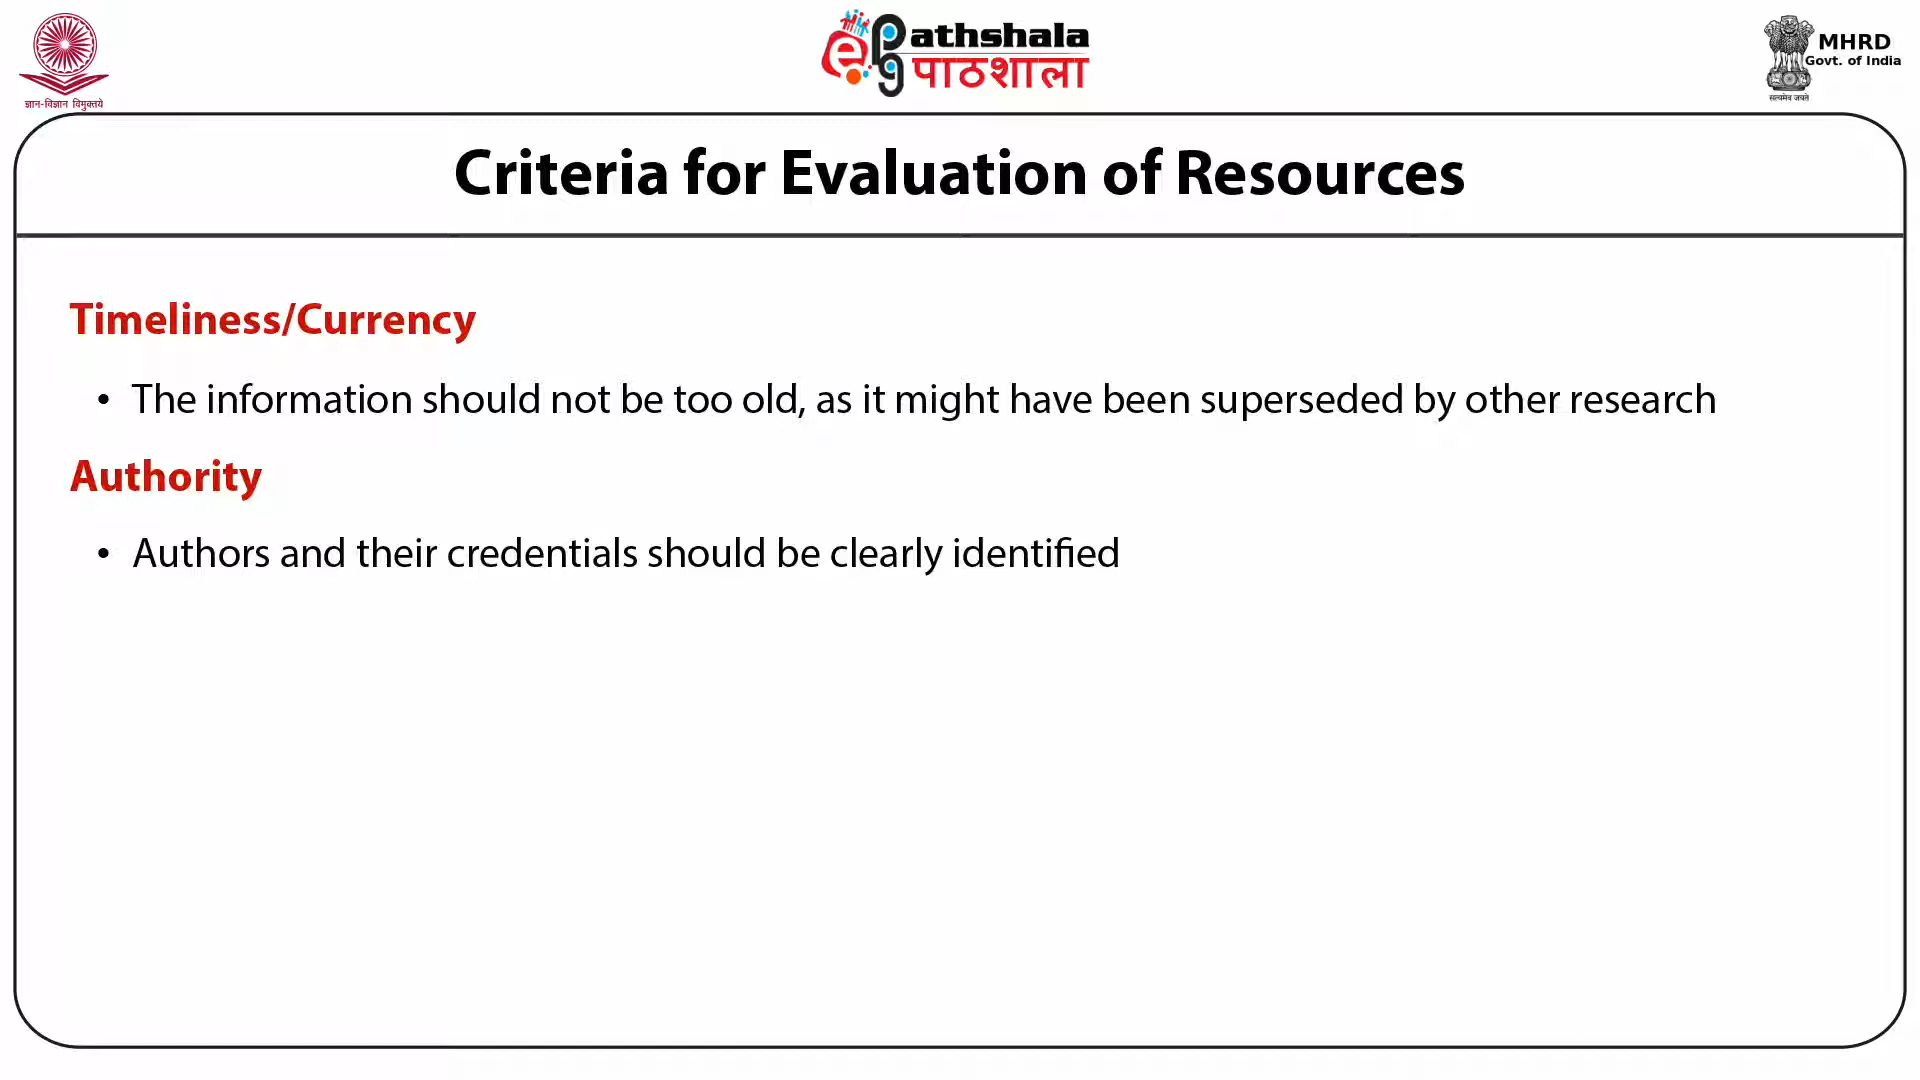 ज्ञान-विज्ञान विमुक्तये
ePG Pathshala
पाठशाला
MHRD
Govt. of India
सत्यमेव जयते
Criteria for Evaluation of Resources
Timeliness/Currency
• The information should not be too old, as it might have been superseded by other research
Authority
• Authors and their credentials should be clearly identified